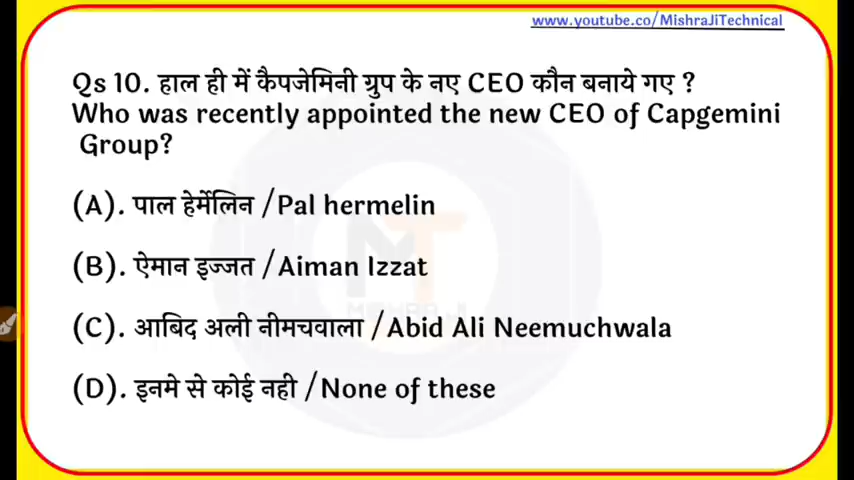 www.youtube.co/MishraJiTechnical
Qs 10. हाल ही में कैपजेमिनी ग्रुप के नए CEO कौन बनाये गए ?
Who was recently appointed the new CEO of Capgemini
Group?
(A). पाल हेर्मेलिन /Pal hermelin
(B). ऐमान इज्जत /Aiman Izzat
(C). आबिद अली नीमचवाला /Abid Ali Neemuchwala
(D). इनमे से कोई नही /None of these